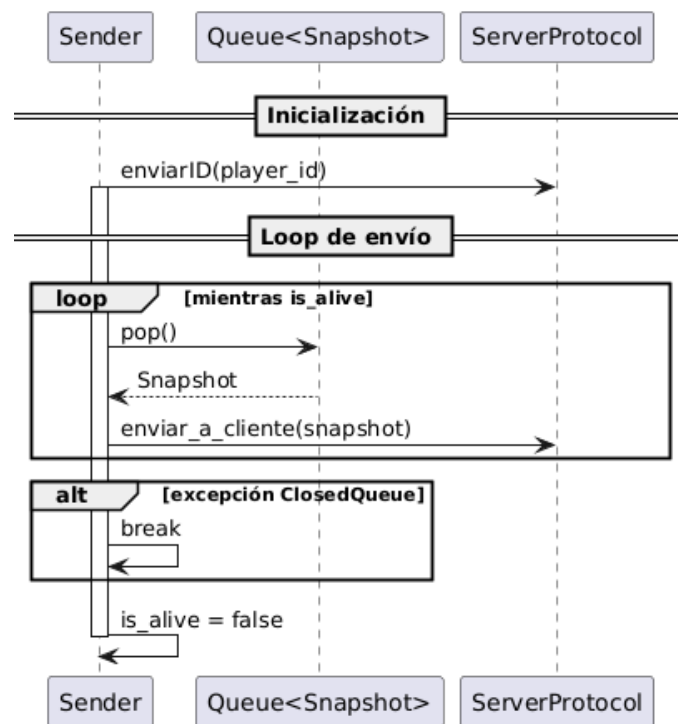 Sender
Queue<Snapshot>
ServerProtocol
Inicialización
enviarID(player_id)
Loop de envío
loop
[mientras is_alive]
pop()
Snapshot
enviar_a_cliente(snapshot)
alt
[excepción ClosedQueue]
break
is_alive = false
Sender
Queue<Snapshot>
ServerProtocol